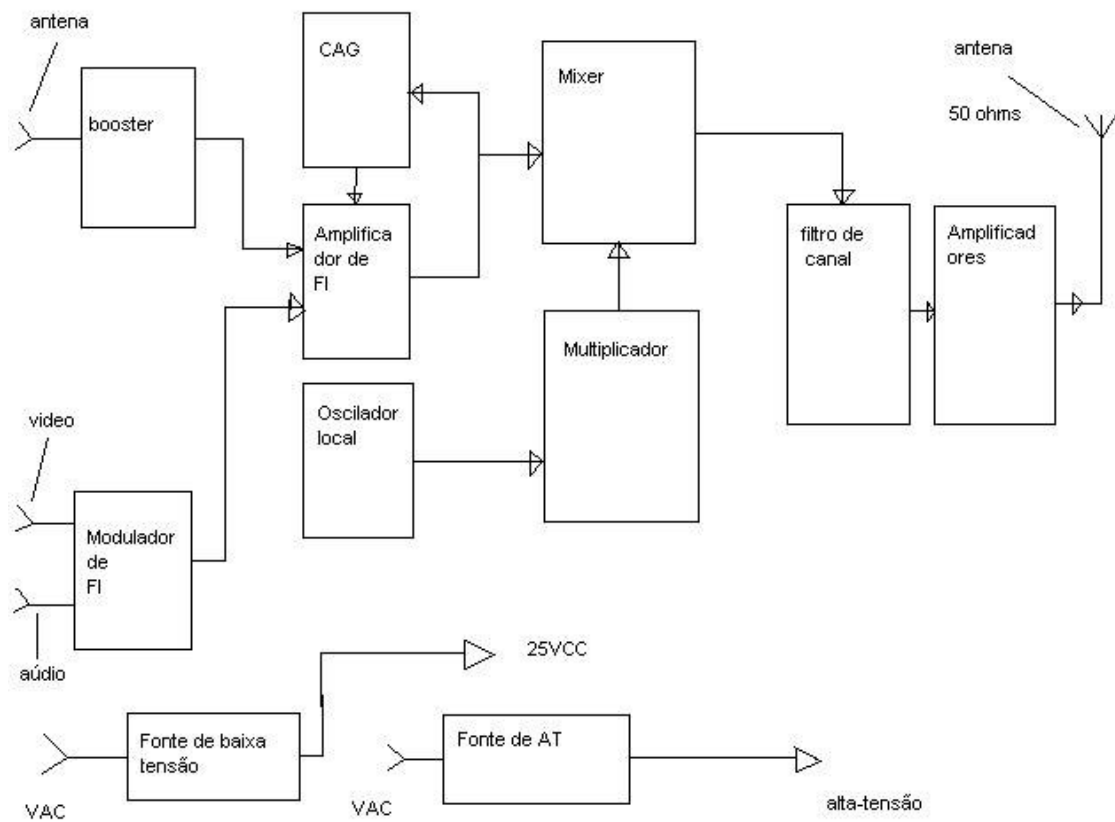 antena
booster
CAG
Mixer
antena
50 ohms
Amplifica
dor de
FI
filtro de
canal
Amplificad
ores
Multiplicador
Oscilador
local
video
Modulador
de
FI
aúdio
25VCC
Fonte de baixa
tensão
VAC
Fonte de AT
VAC
alta-tensão